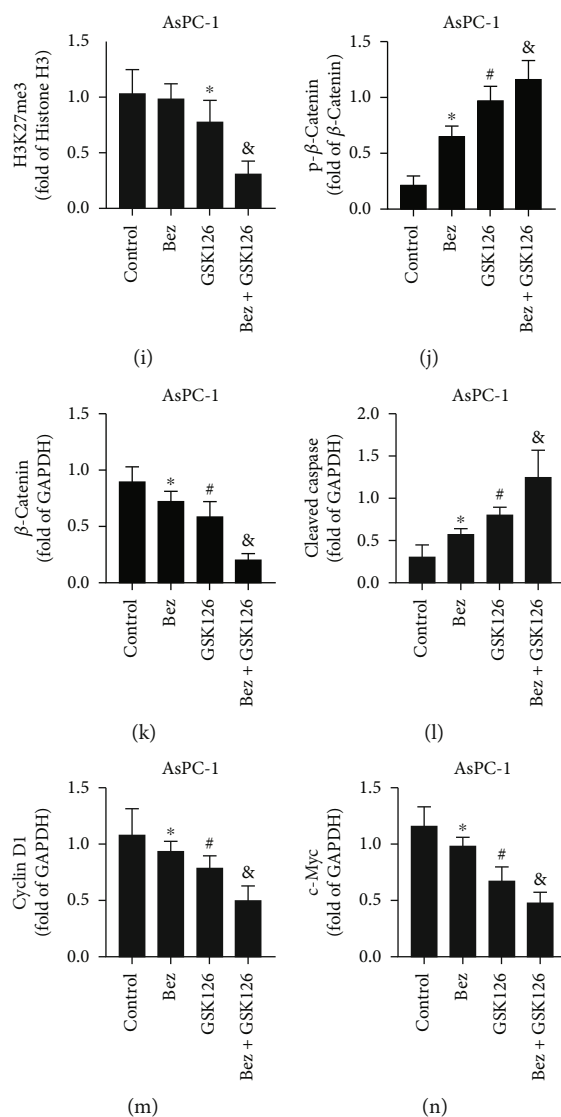 AsPC-1
H3K27me3
(fold of Histone H3)
1.5
1.0
0.5
0.0
*
&
Control
Bez
GSK126
Bez + GSK126
(i)
AsPC-1
p-β-Catenin
(fold of β-Catenin)
1.5
1.0
0.5
0.0
*
#
&
Control
Bez
GSK126
Bez + GSK126
(j)
AsPC-1
β-Catenin
(fold of GAPDH)
1.5
1.0
0.5
0.0
*
#
&
Control
Bez
GSK126
Bez + GSK126
(k)
AsPC-1
Cleaved caspase
(fold of GAPDH)
2.0
1.5
1.0
0.5
0.0
*
#
&
Control
Bez
GSK126
Bez + GSK126
(l)
AsPC-1
Cyclin D1
(fold of GAPDH)
1.5
1.0
0.5
0.0
*
#
&
Control
Bez
GSK126
Bez + GSK126
(m)
AsPC-1
c-Myc
(fold of GAPDH)
1.5
1.0
0.5
0.0
*
#
&
Control
Bez
GSK126
Bez + GSK126
(n)